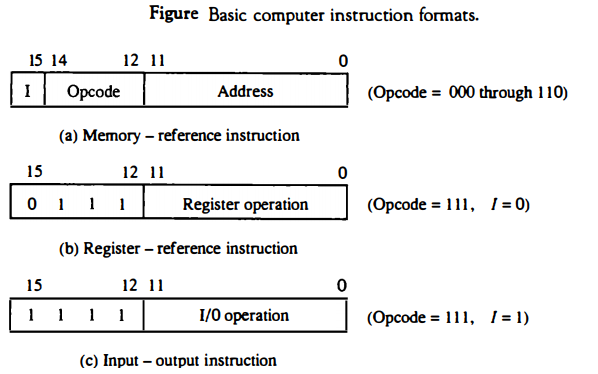 Figure Basic computer instruction formats.
15 14 12 11 0
I Opcode Address (Opcode = 000 through 110)
(a) Memory – reference instruction
15 12 11 0
0 1 1 1 Register operation (Opcode = 111, I = 0)
(b) Register – reference instruction
15 12 11 0
1 1 1 1 I/0 operation (Opcode = 111, I = 1)
(c) Input – output instruction